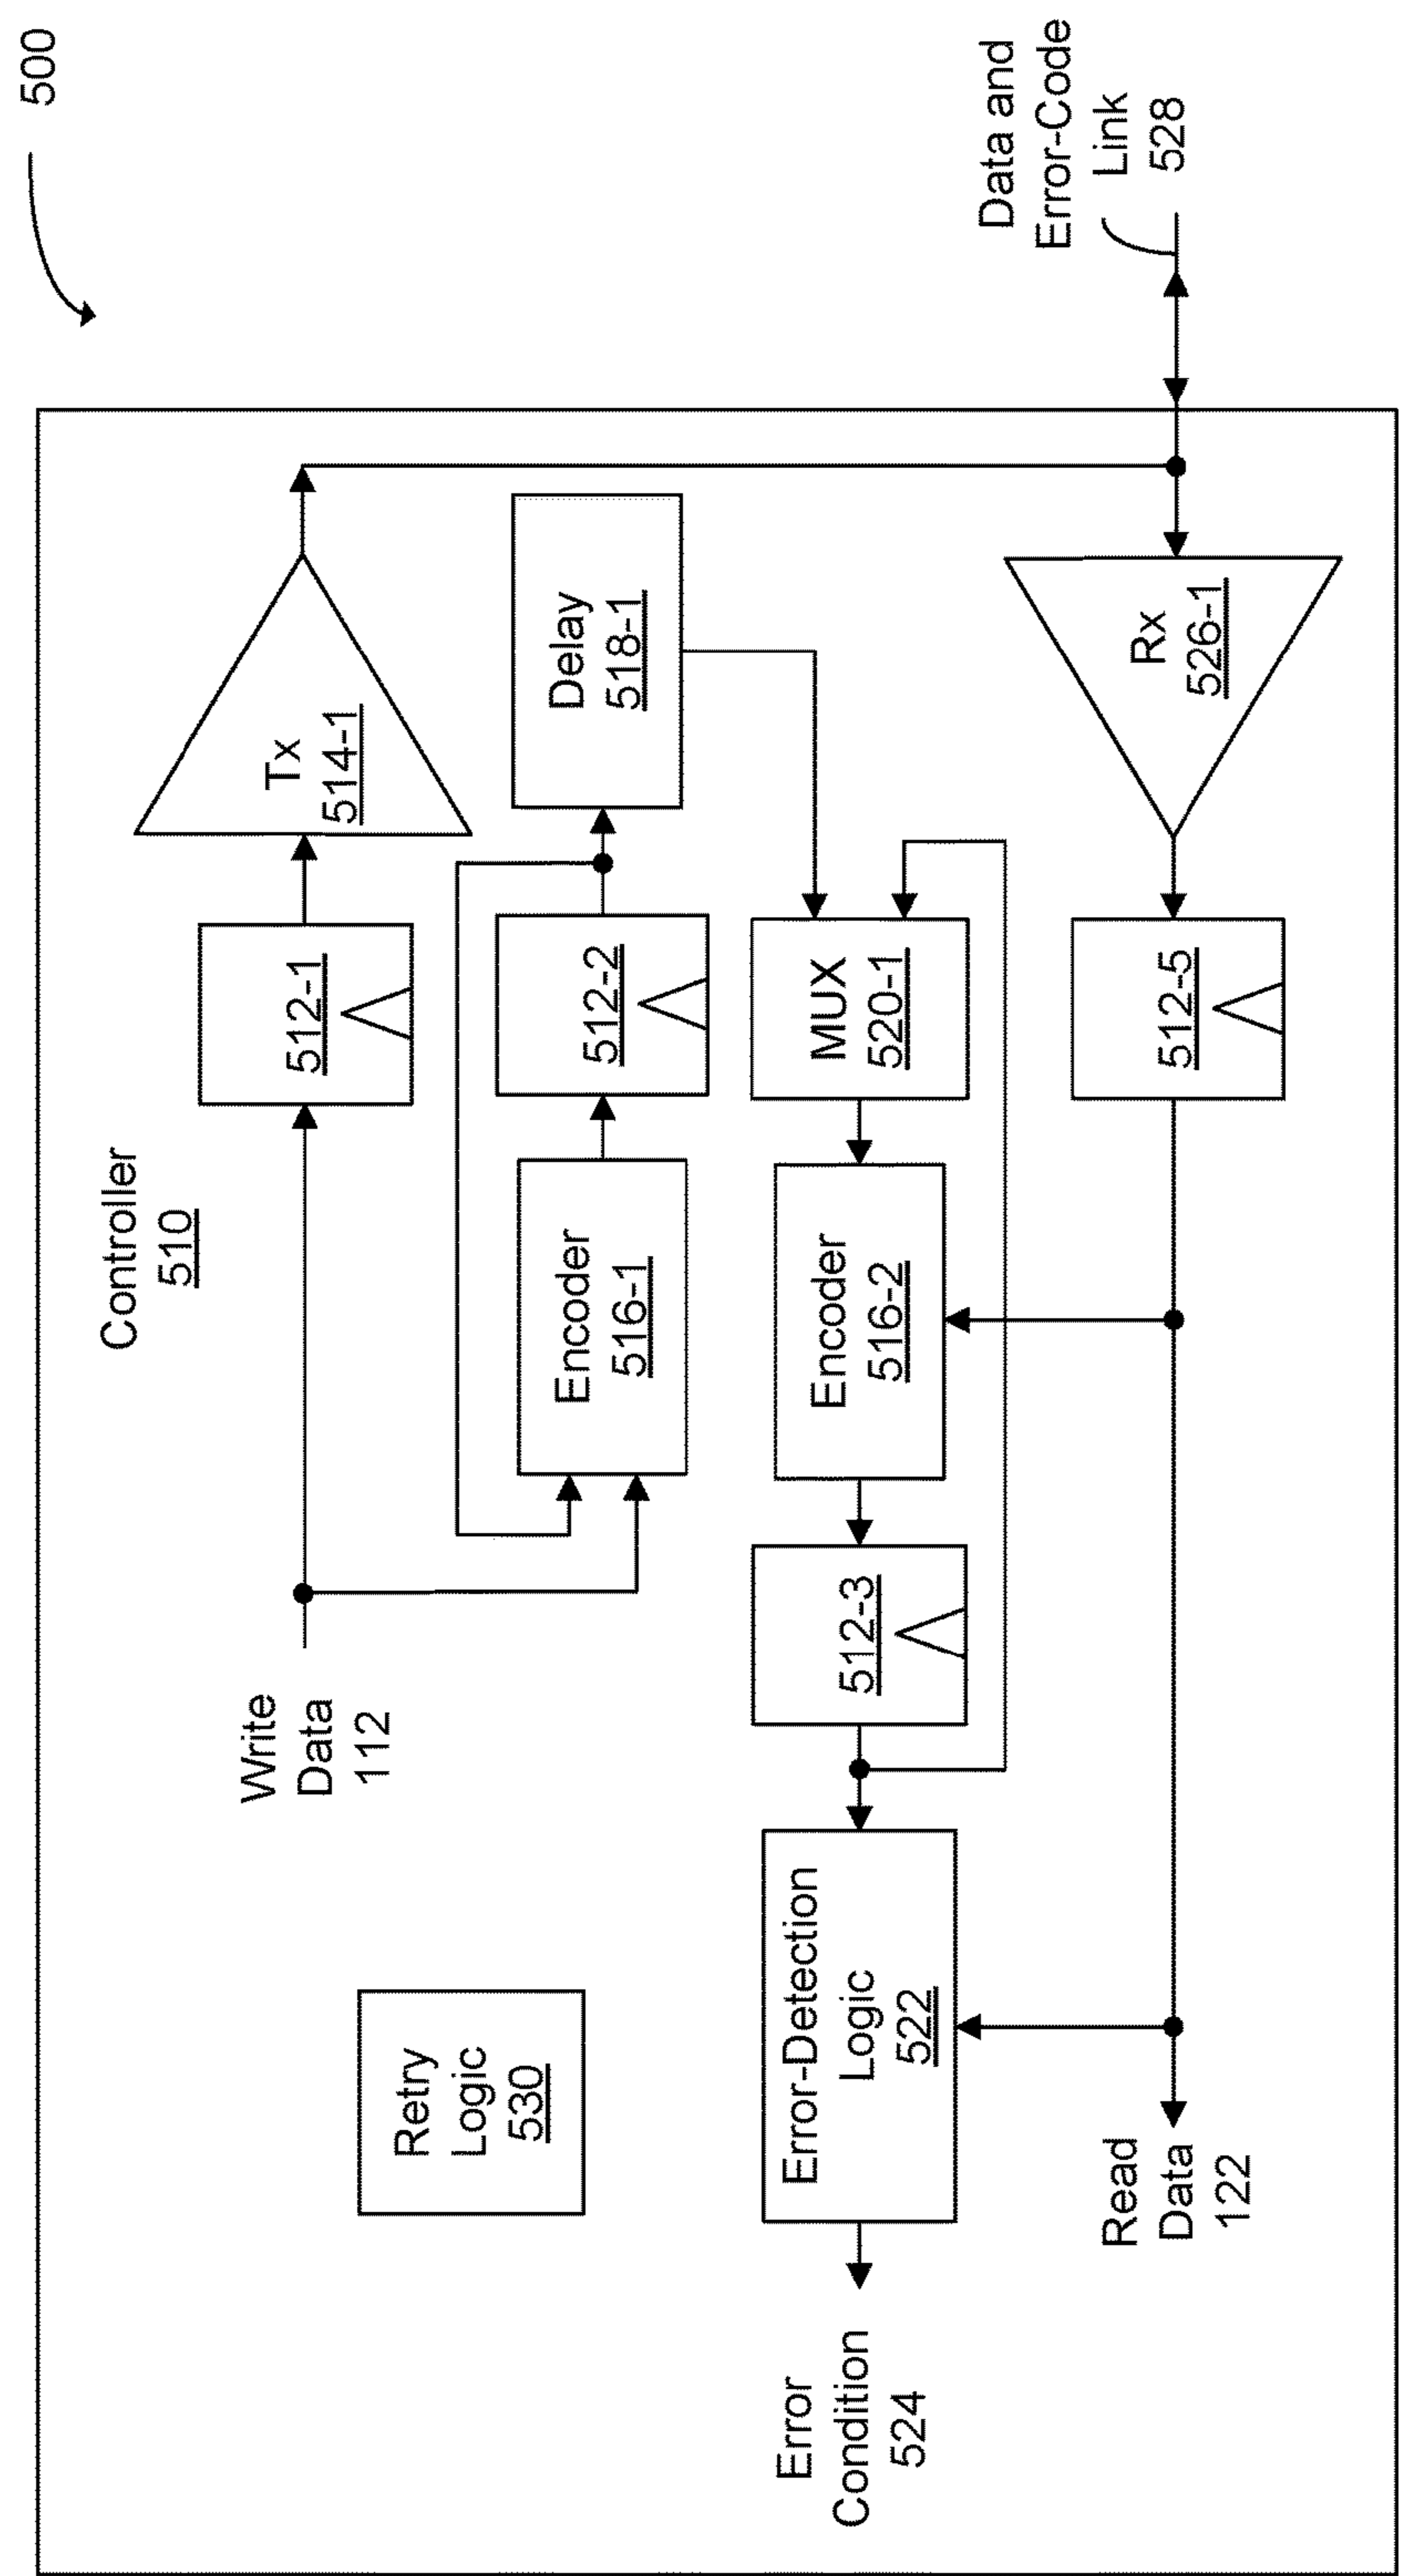 500
Controller
510
Write
Data
112
512-1
Tx
514-1
Retry
Logic
530
Encoder
516-1
512-2
Delay
518-1
Data and
Error-Code
Link
528
Error
Condition
524
Error-Detection
Logic
522
512-3
Encoder
516-2
MUX
520-1
Read
Data
122
512-5
Rx
526-1